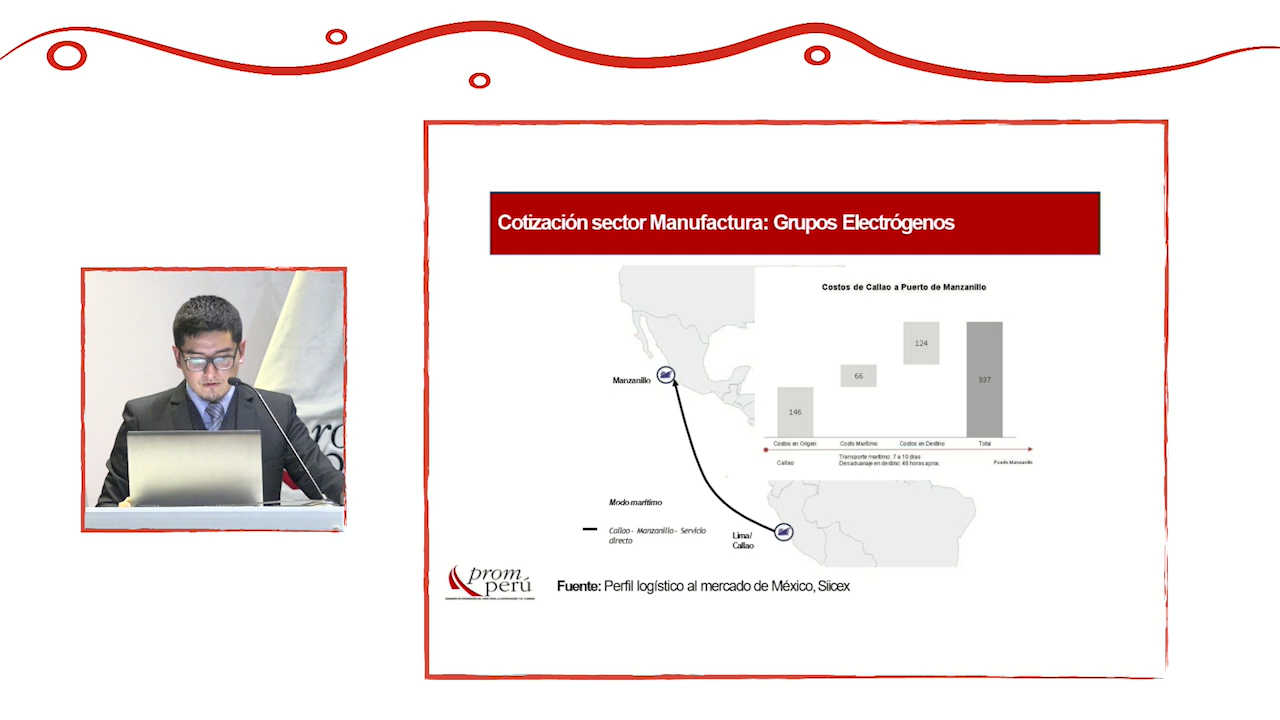 Cotización sector Manufactura: Grupos Electrógenos
Costos de Callao a Puerto de Manzanillo
124
66
337
146
Manzanillo
Costos en Origen
Costo Marítimo
Costos en Destino
Total
Transporte marítimo: 7 a 10 días
Desaduanaje en destino: 48 horas aprox.
Callao
Puerto Manzanillo
Modo marítimo
Callao - Manzanillo - Servicio
directo
Lima/
Callao
prom
perú
Fuente: Perfil logístico al mercado de México, Siicex